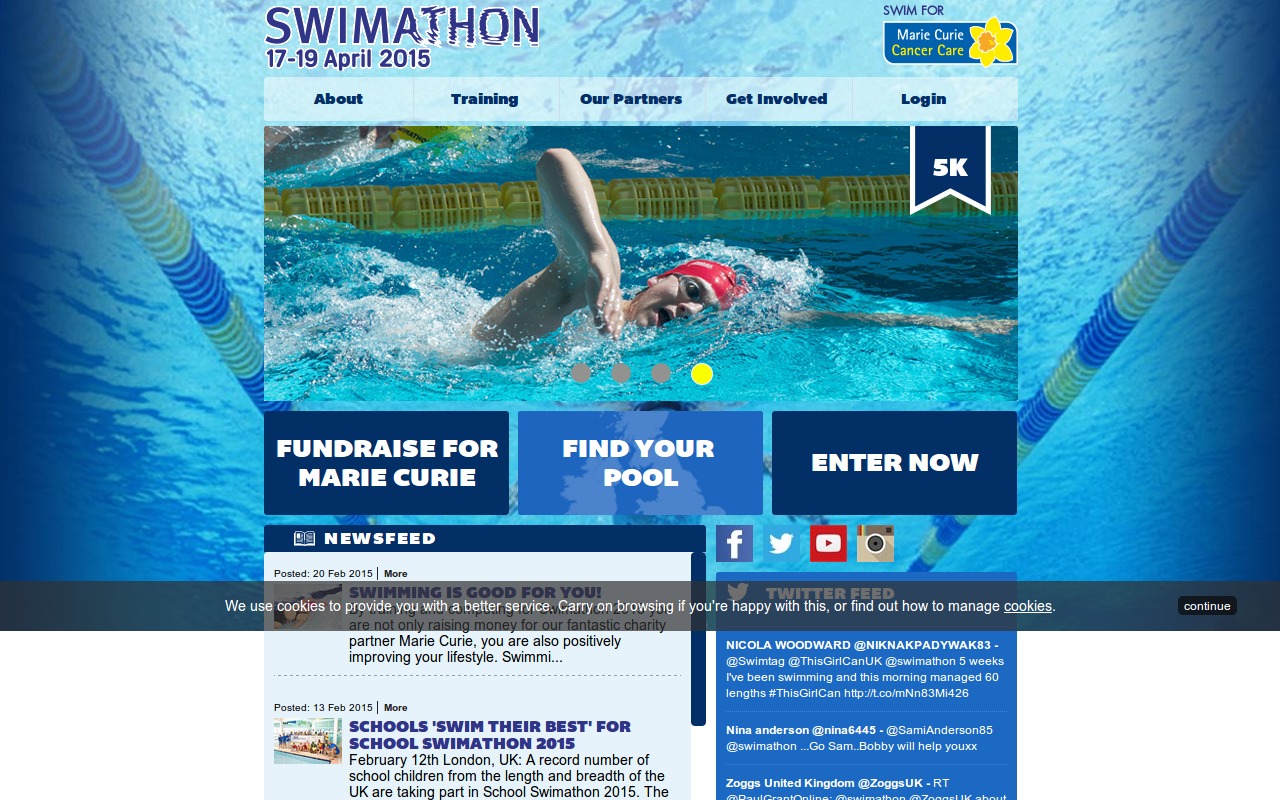 SWIMATHON
17-19 April 2015
SWIM FOR
Marie Curie
Cancer Care
About
Training
Our Partners
Get Involved
Login
5K
FUNDRAISE FOR
MARIE CURIE
FIND YOUR
POOL
ENTER NOW
NEWSFEED
Posted: 20 Feb 2015 | More
SWIMMING IS GOOD FOR YOU!
By training and competing for Swimathon 2015 you
are not only raising money for our fantastic charity
partner Marie Curie, you are also positively
improving your lifestyle. Swimmi...
Posted: 13 Feb 2015 | More
SCHOOLS 'SWIM THEIR BEST' FOR
SCHOOL SWIMATHON 2015
February 12th London, UK: A record number of
school children from the length and breadth of the
UK are taking part in School Swimathon 2015. The
TWITTER FEED
We use cookies to provide you with a better service. Carry on browsing if you're happy with this, or find out how to manage cookies.
continue
NICOLA WOODWARD @NIKNAKPADYWAK83 -
@Swimtag @ThisGirlCanUK @swimathon 5 weeks
I've been swimming and this morning managed 60
lengths #ThisGirlCan http://t.co/mNn83Mi426
Nina anderson @nina6445 - @SamiAnderson85
@swimathon ...Go Sam..Bobby will help youxx
Zoggs United Kingdom @ZoggsUK - RT
@PaulGrantOnline: @swimathon @ZoggsUK about